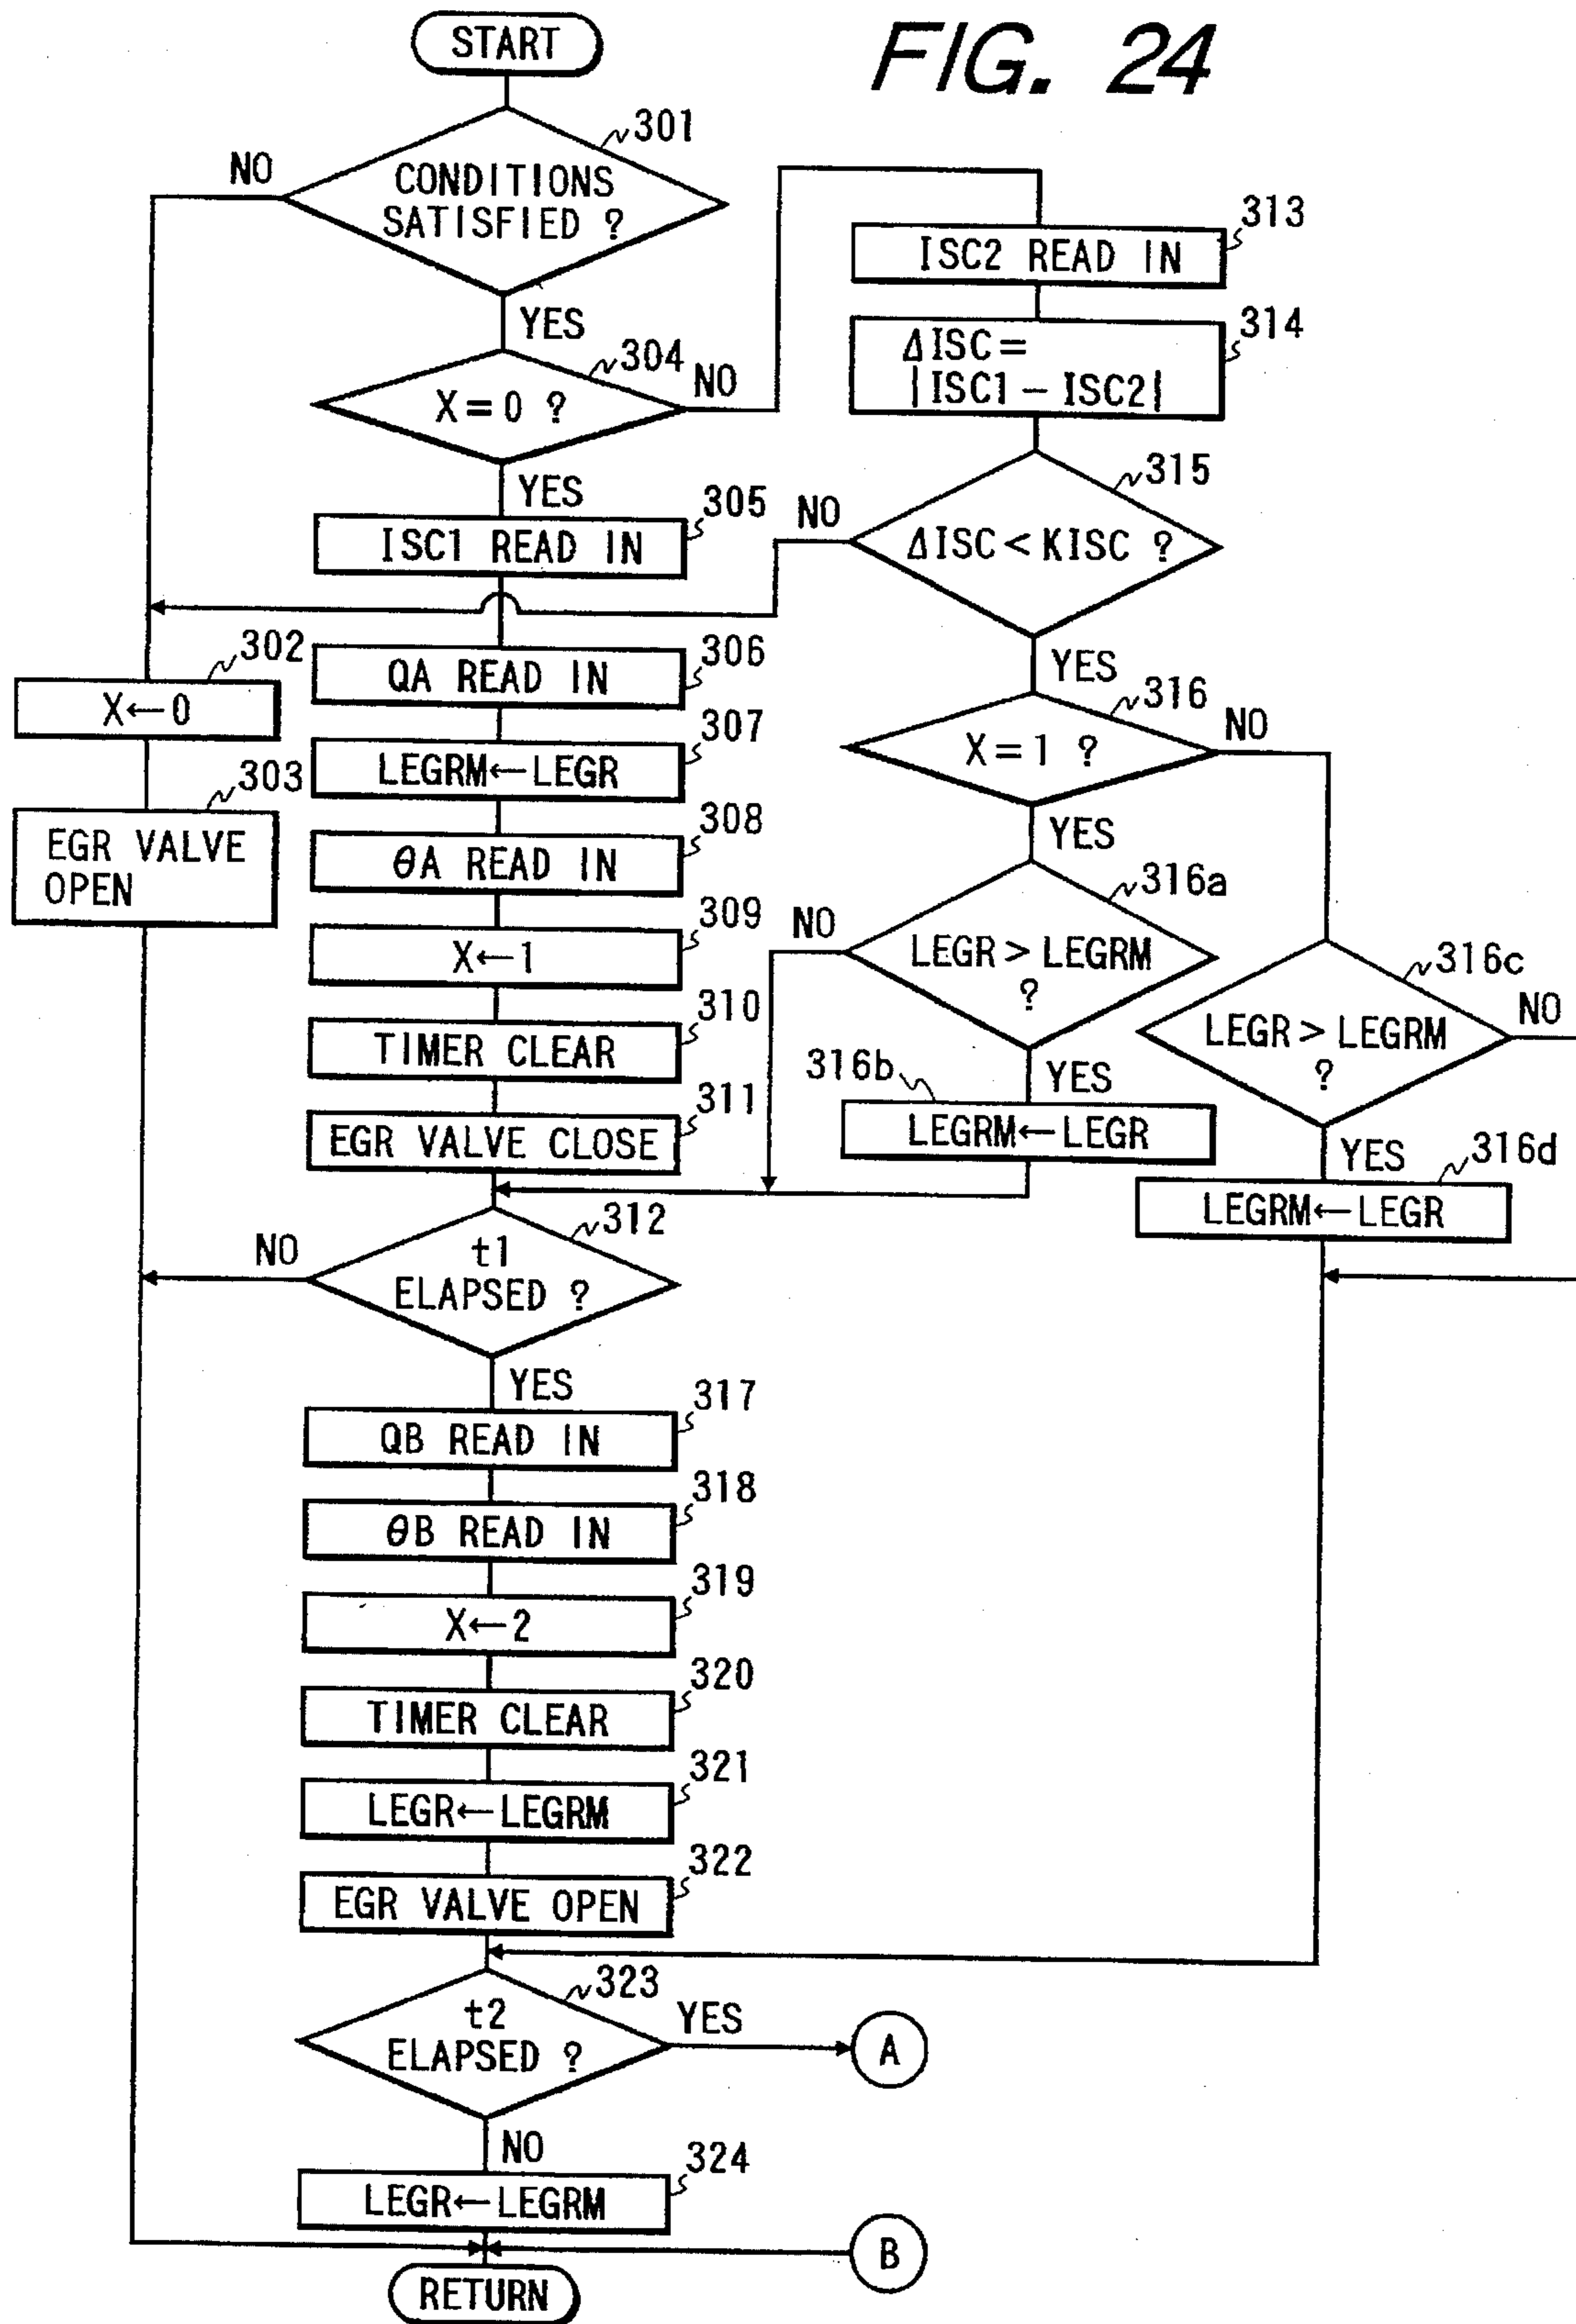 FIG. 24
START
301
CONDITIONS
SATISFIED ?
NO
YES
304
X=0 ?
NO
YES
305
ISC1 READ IN
306
QA READ IN
307
LEGRM←LEGR
308
θA READ IN
309
X←1
310
TIMER CLEAR
311
EGR VALVE CLOSE
302
X←0
303
EGR VALVE
OPEN
313
ISC2 READ IN
314
ΔISC=
|ISC1-ISC2|
315
ΔISC<KISC ?
NO
YES
316
X=1 ?
NO
YES
316a
LEGR>LEGRM
?
NO
YES
316b
LEGRM←LEGR
316c
LEGR>LEGRM
?
NO
YES
316d
LEGRM←LEGR
312
t1
ELAPSED ?
NO
YES
317
QB READ IN
318
θB READ IN
319
X←2
320
TIMER CLEAR
321
LEGR←LEGRM
322
EGR VALVE OPEN
323
t2
ELAPSED ?
YES
A
NO
324
LEGR←LEGRM
B
RETURN